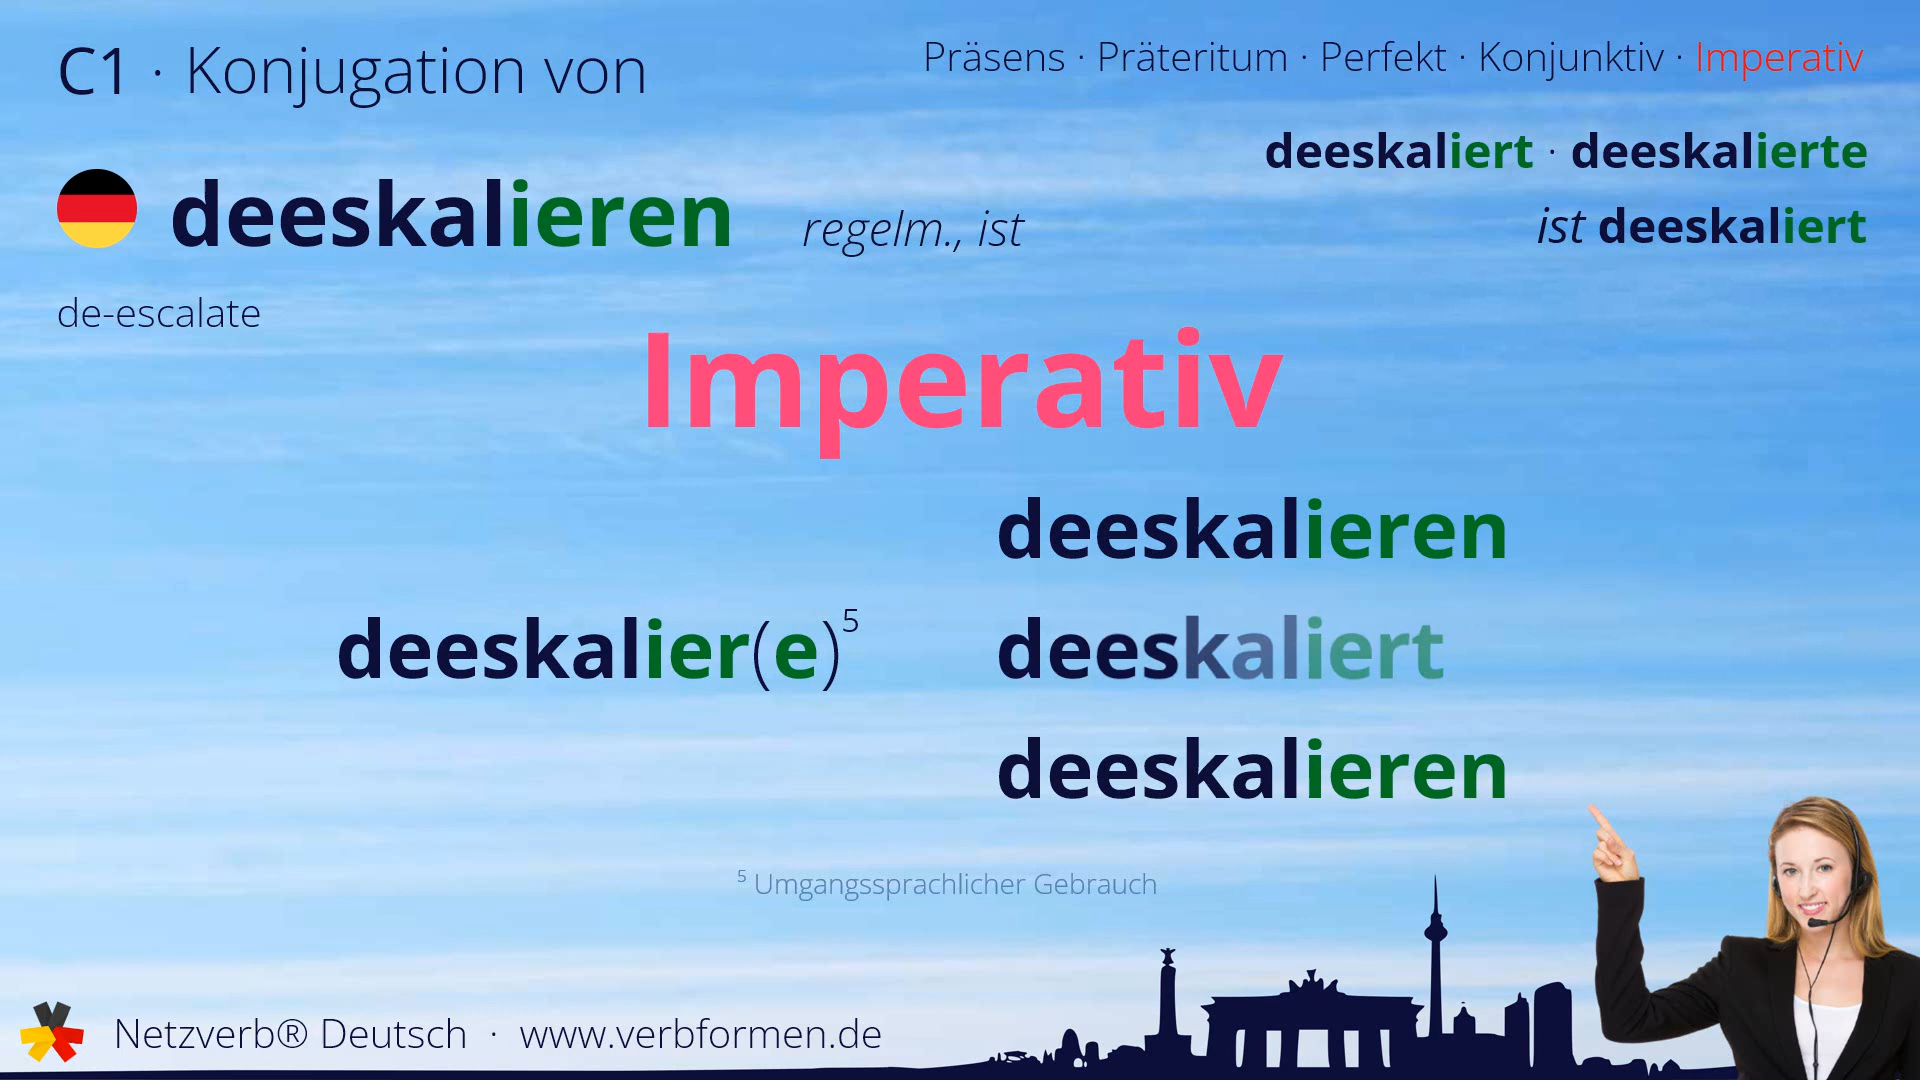 C1 · Konjugation von
Präsens · Präteritum · Perfekt · Konjunktiv · Imperativ
deeskaliert · deeskalierte
deeskalieren regelm., ist
ist deeskaliert
de-escalate
Imperativ
deeskalieren
deeskalier(e)⁵ deeskaliert
deeskalieren
⁵ Umgangssprachlicher Gebrauch
Netzverb® Deutsch · www.verbformen.de